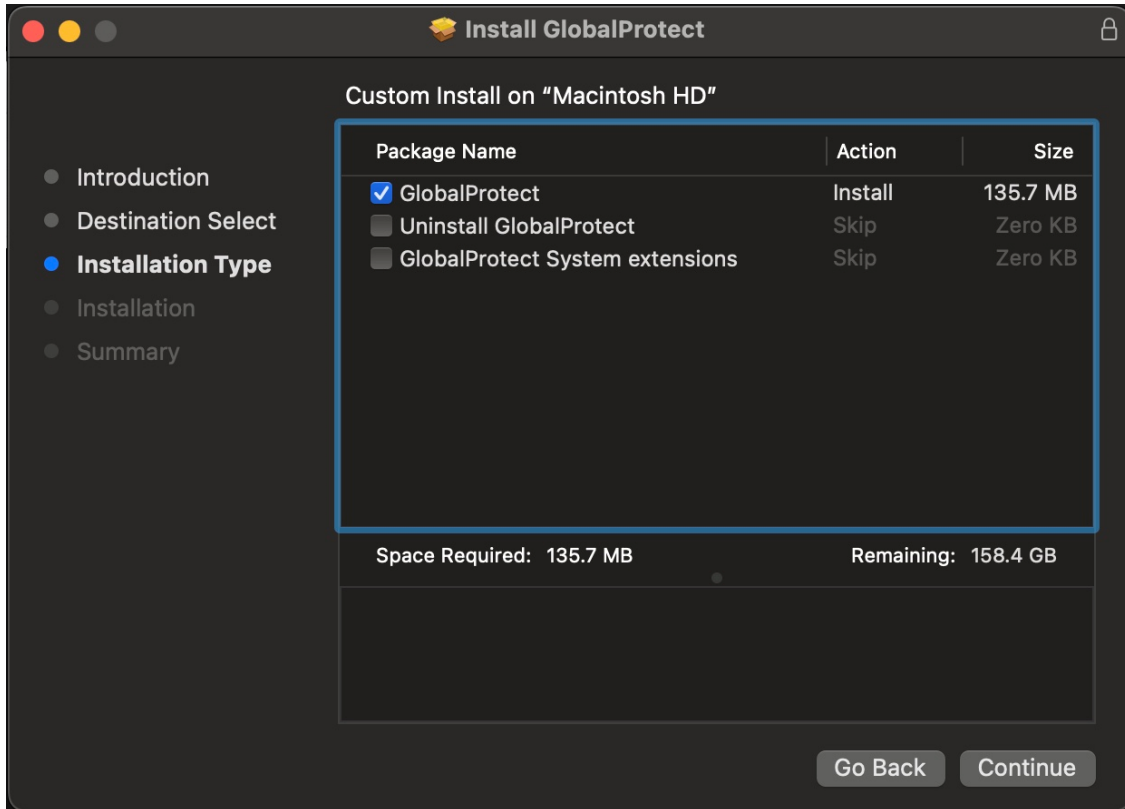 Install GlobalProtect
Custom Install on “Macintosh HD”
Introduction
Destination Select
Installation Type
Installation
Summary
Package Name Action Size
GlobalProtect Install 135.7 MB
Uninstall GlobalProtect Skip Zero KB
GlobalProtect System extensions Skip Zero KB
Space Required: 135.7 MB Remaining: 158.4 GB
Go Back Continue